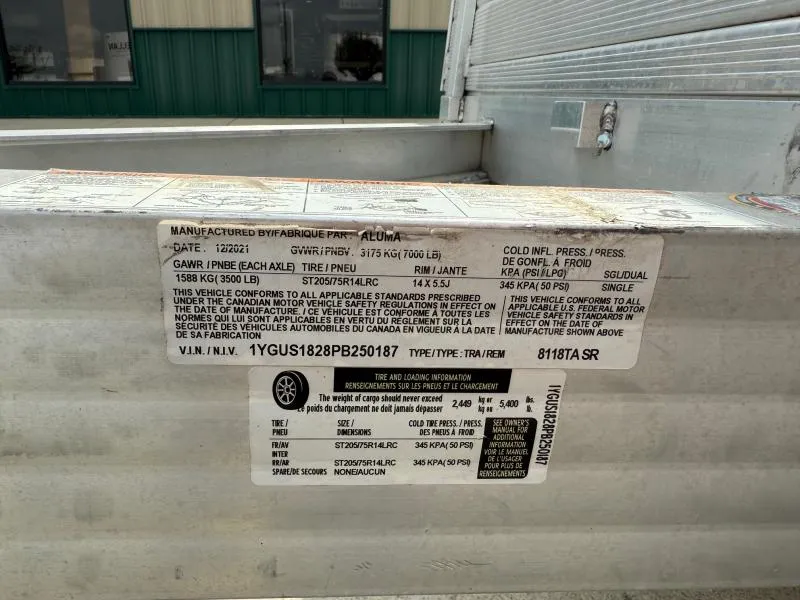 MANUFACTURED BY/FABRIQUE PAR: ALUMA
DATE: 12/2021 GVWR / PNBV: 3175 KG( 7000 LB)
COLD INFL. PRESS./ PRESS.
DE GONFL. À FROID
GAWR / PNBE (EACH AXLE) TIRE / PNEU RIM / JANTE KPA (PSI / LPC) SGL/DUAL
1588 KG( 3500 LB) ST205/75R14LRC 14 X 5.5J 345 KPA( 50 PSI) SINGLE
THIS VEHICLE CONFORMS TO ALL APPLICABLE STANDARDS PRESCRIBED
UNDER THE CANADIAN MOTOR VEHICLE SAFETY REGULATIONS IN EFFECT ON
THE DATE OF MANUFACTURE. / CE VÉHICULE EST CONFORME À TOUTES LES
NORMES QUI LUI SONT APPLICABLES EN VERTU DU RÈGLEMENT SUR LA
SÉCURITÉ DES VÉHICULES AUTOMOBILES DU CANADA EN VIGUEUR À LA DATE
DE SA FABRICATION
THIS VEHICLE CONFORMS TO ALL
APPLICABLE U.S. FEDERAL MOTOR
VEHICLE SAFETY STANDARDS IN
EFFECT ON THE DATE OF
MANUFACTURE SHOWN ABOVE
V.I.N. / N.I.V. 1YGUS1828PB250187 TYPE / TYPE: TRA / REM 8118TA SR
TIRE AND LOADING INFORMATION
RENSEIGNEMENTS SUR LES PNEUS ET LE CHARGEMENT
The weight of cargo should never exceed 2,449 kg or 5,400 lbs.
Le poids du chargement ne doit jamais dépasser kg ou lb.
TIRE / SIZE / COLD TIRE PRESS. / PRESS.
PNEU DIMENSIONS DES PNEUS À FROID
FR/AV ST205/75R14LRC 345 KPA( 50 PSI)
INTER
RR/AR ST205/75R14LRC 345 KPA( 50 PSI)
SPARE/DE SECOURS NONE/AUCUN
SEE OWNER'S
MANUAL FOR
ADDITIONAL
INFORMATION
VOIR LE MANUEL
DE L'USAGER
POUR PLUS DE
RENSEIGNEMENTS
1YGUS1828PB250187